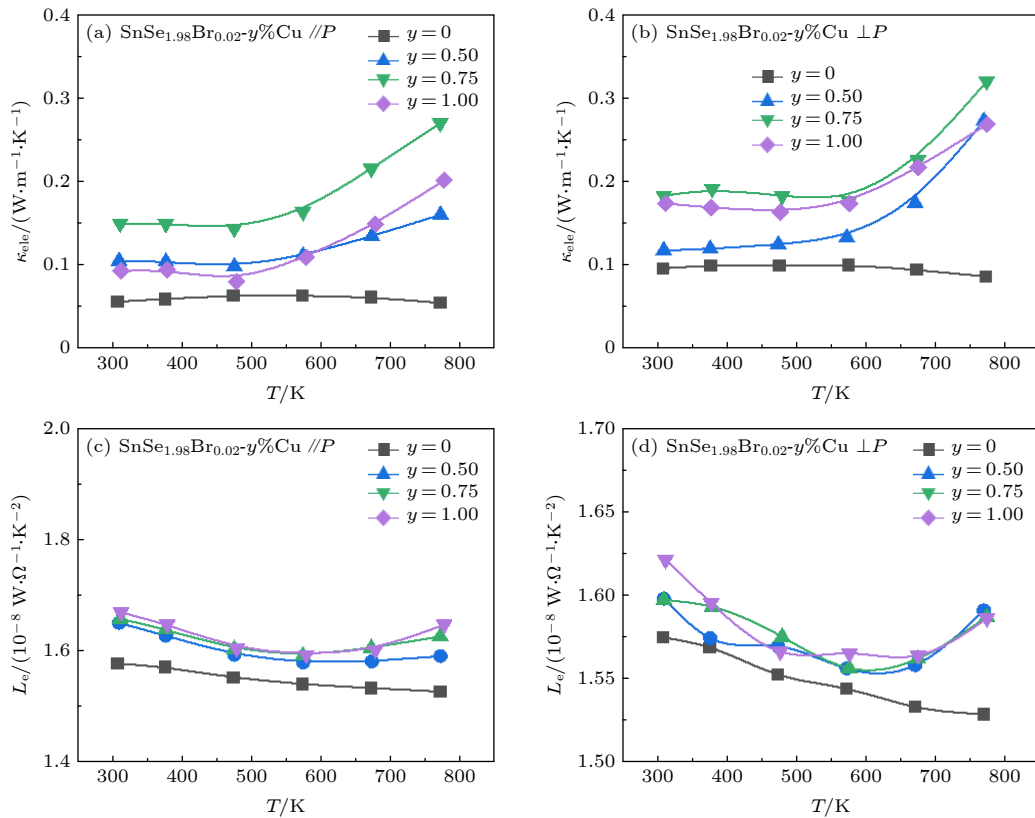 (a) SnSe₁.₉₈Br₀.₀₂-y%Cu //P
y = 0
y = 0.50
y = 0.75
y = 1.00
0.4
0.3
0.2
0.1
0
κele/(W·m⁻¹·K⁻¹)
300 400 500 600 700 800
T/K
(b) SnSe₁.₉₈Br₀.₀₂-y%Cu ⊥P
y = 0
y = 0.50
y = 0.75
y = 1.00
0.4
0.3
0.2
0.1
0
κele/(W·m⁻¹·K⁻¹)
300 400 500 600 700 800
T/K
(c) SnSe₁.₉₈Br₀.₀₂-y%Cu //P
y = 0
y = 0.50
y = 0.75
y = 1.00
2.0
1.8
1.6
1.4
Le/(10⁻⁸ W·Ω⁻¹·K⁻²)
300 400 500 600 700 800
T/K
(d) SnSe₁.₉₈Br₀.₀₂-y%Cu ⊥P
y = 0
y = 0.50
y = 0.75
y = 1.00
1.70
1.65
1.60
1.55
1.50
Le/(10⁻⁸ W·Ω⁻¹·K⁻²)
300 400 500 600 700 800
T/K